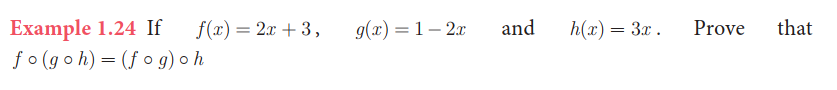 Example 1.24 If f(x) = 2x + 3, g(x) = 1 – 2x and h(x) = 3x. Prove that
f ∘ (g ∘ h) = (f ∘ g) ∘ h